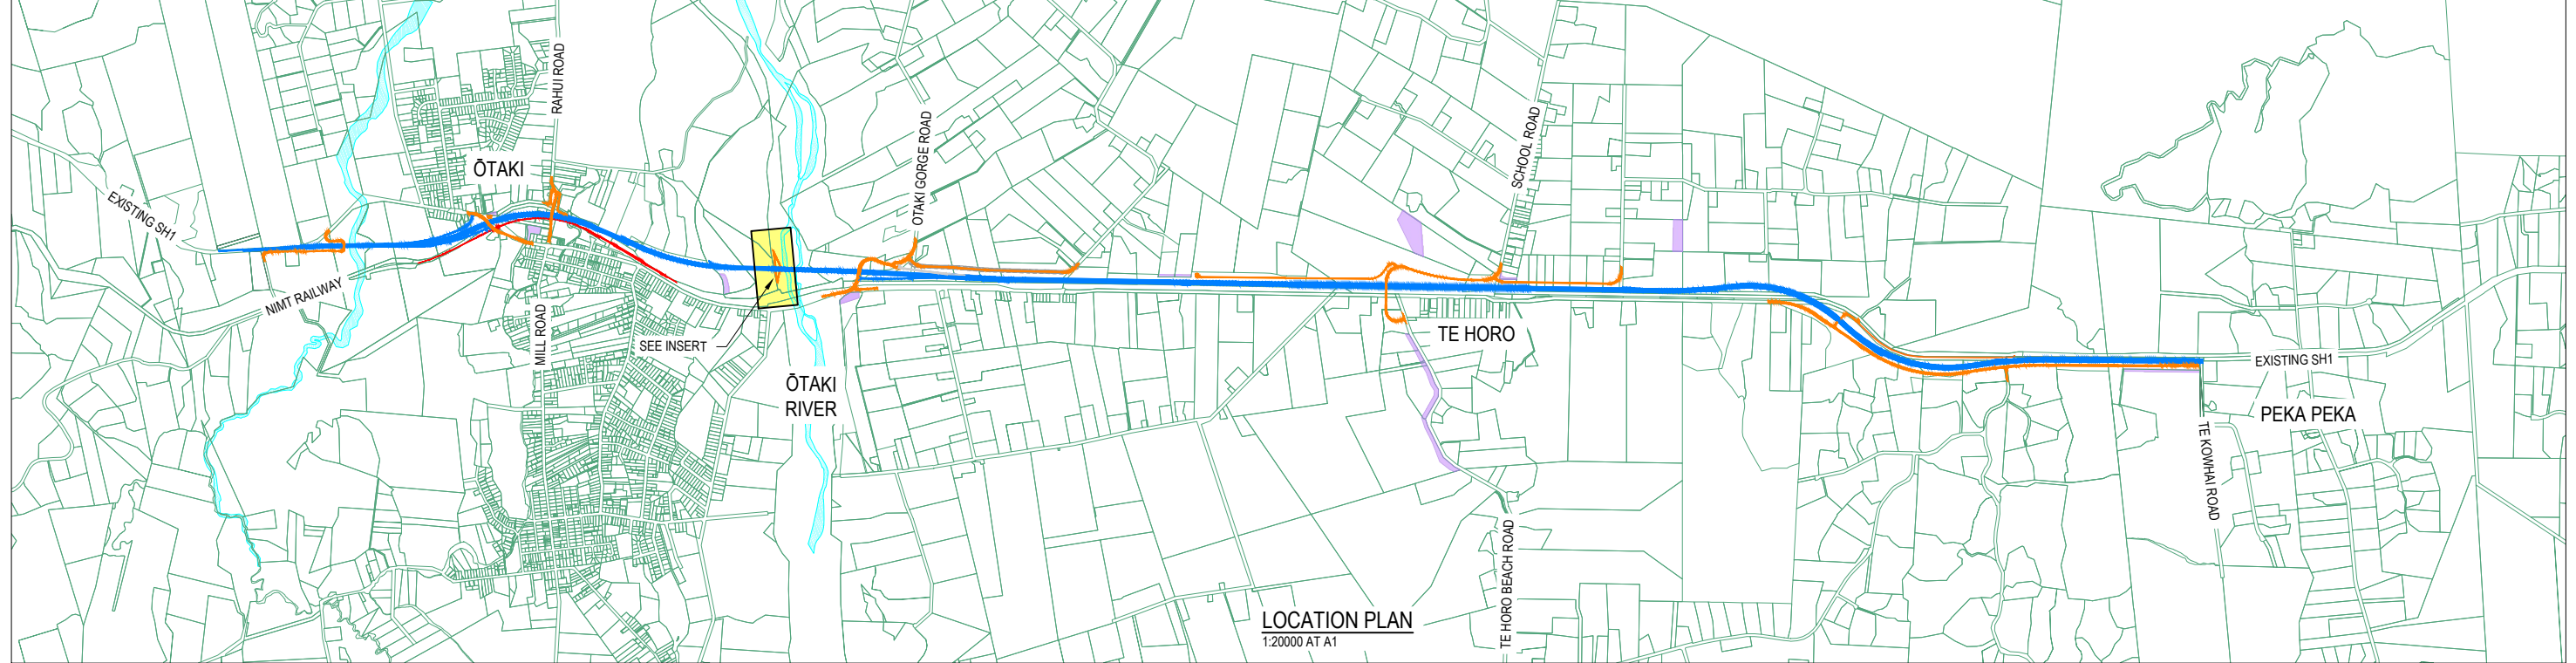 RAHUI ROAD
ŌTAKI
EXISTING SH1
NIMT RAILWAY
MILL ROAD
SEE INSERT
ŌTAKI
RIVER
OTAKI GORGE ROAD
SCHOOL ROAD
TE HORO
TE HORO BEACH ROAD
EXISTING SH1
PEKA PEKA
TE KOWHAI ROAD
LOCATION PLAN
1:20000 AT A1